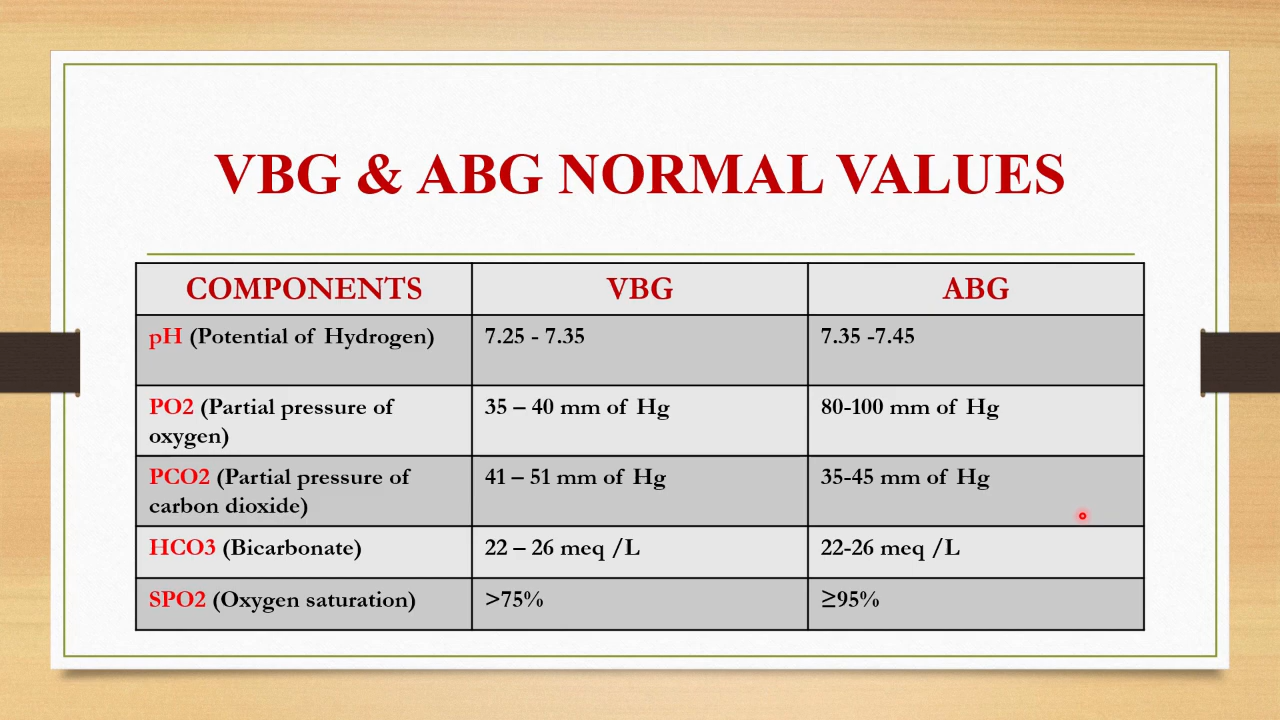 VBG & ABG NORMAL VALUES
COMPONENTS VBG ABG
pH (Potential of Hydrogen) 7.25 - 7.35 7.35 -7.45
PO2 (Partial pressure of 35 – 40 mm of Hg 80-100 mm of Hg
oxygen)
PCO2 (Partial pressure of 41 – 51 mm of Hg 35-45 mm of Hg
carbon dioxide)
HCO3 (Bicarbonate) 22 – 26 meq /L 22-26 meq /L
SPO2 (Oxygen saturation) >75% ≥95%